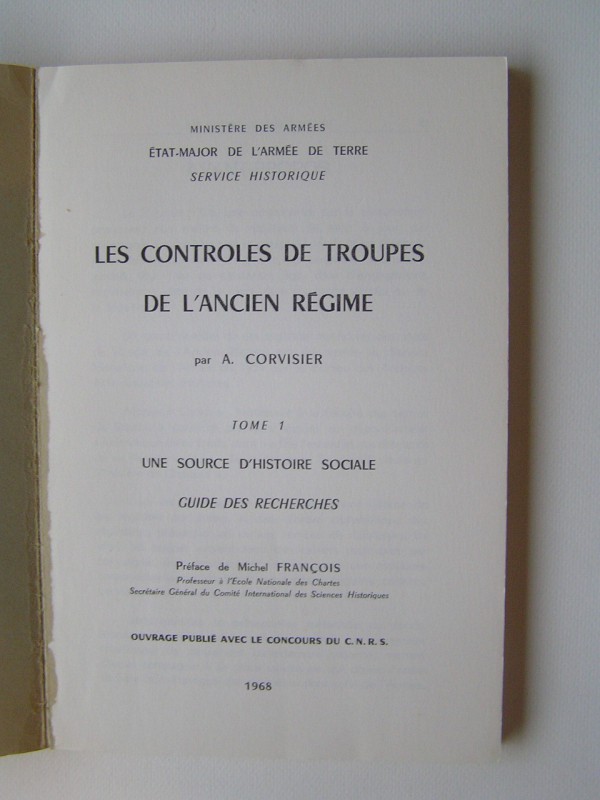 MINISTÈRE DES ARMÉES
ÉTAT-MAJOR DE L'ARMÉE DE TERRE
SERVICE HISTORIQUE
LES CONTROLES DE TROUPES
DE L'ANCIEN RÉGIME
par A. CORVISIER
TOME 1
UNE SOURCE D'HISTOIRE SOCIALE
GUIDE DES RECHERCHES
Préface de Michel FRANÇOIS
Professeur à l'Ecole Nationale des Chartes
Secrétaire Général du Comité International des Sciences Historiques
OUVRAGE PUBLIÉ AVEC LE CONCOURS DU C.N.R.S.
1968